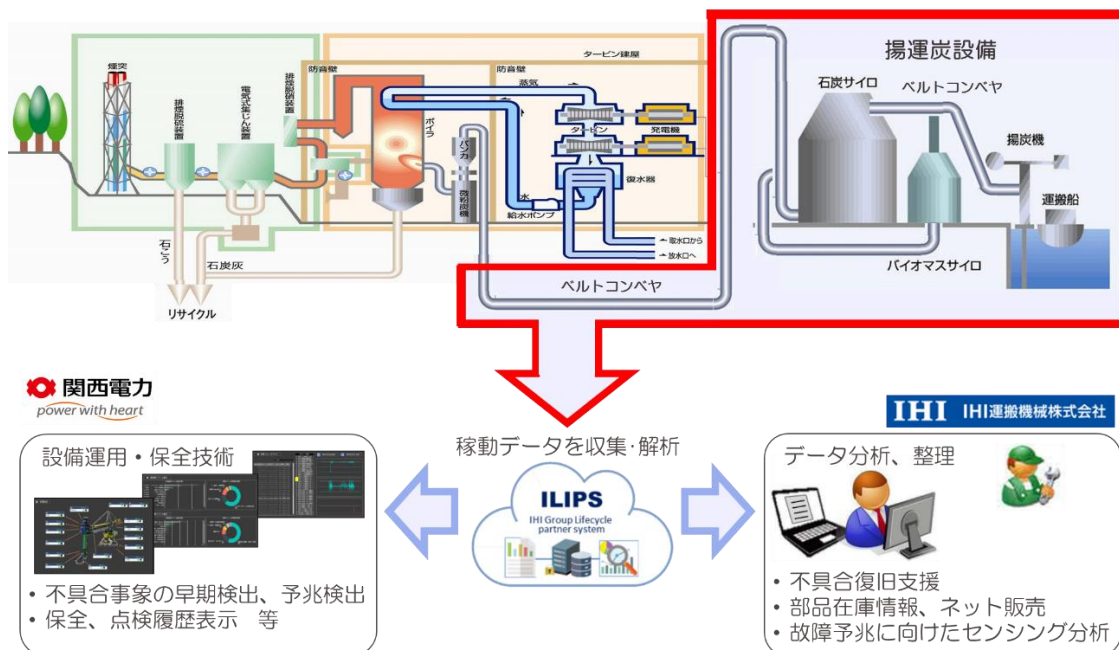 揚運炭設備
タービン建屋
煙突
排煙脱硫装置
電気式集じん装置
排煙脱硝装置
防音壁
防音壁
ボイラ
バンカ
微粉炭機
蒸気
タービン
発電機
復水器
水
給水ポンプ
取水口から
放水口へ
石こう
石炭灰
リサイクル
ベルトコンベヤ
石炭サイロ
ベルトコンベヤ
揚炭機
運搬船
バイオマスサイロ
関西電力
power with heart
設備運用・保全技術
• 不具合事象の早期検出、予兆検出
• 保全、点検履歴表示 等
稼動データを収集・解析
ILIPS
IHI Group Lifecycle
partner system
IHI IHI運搬機械株式会社
データ分析、整理
• 不具合復旧支援
• 部品在庫情報、ネット販売
• 故障予兆に向けたセンシング分析